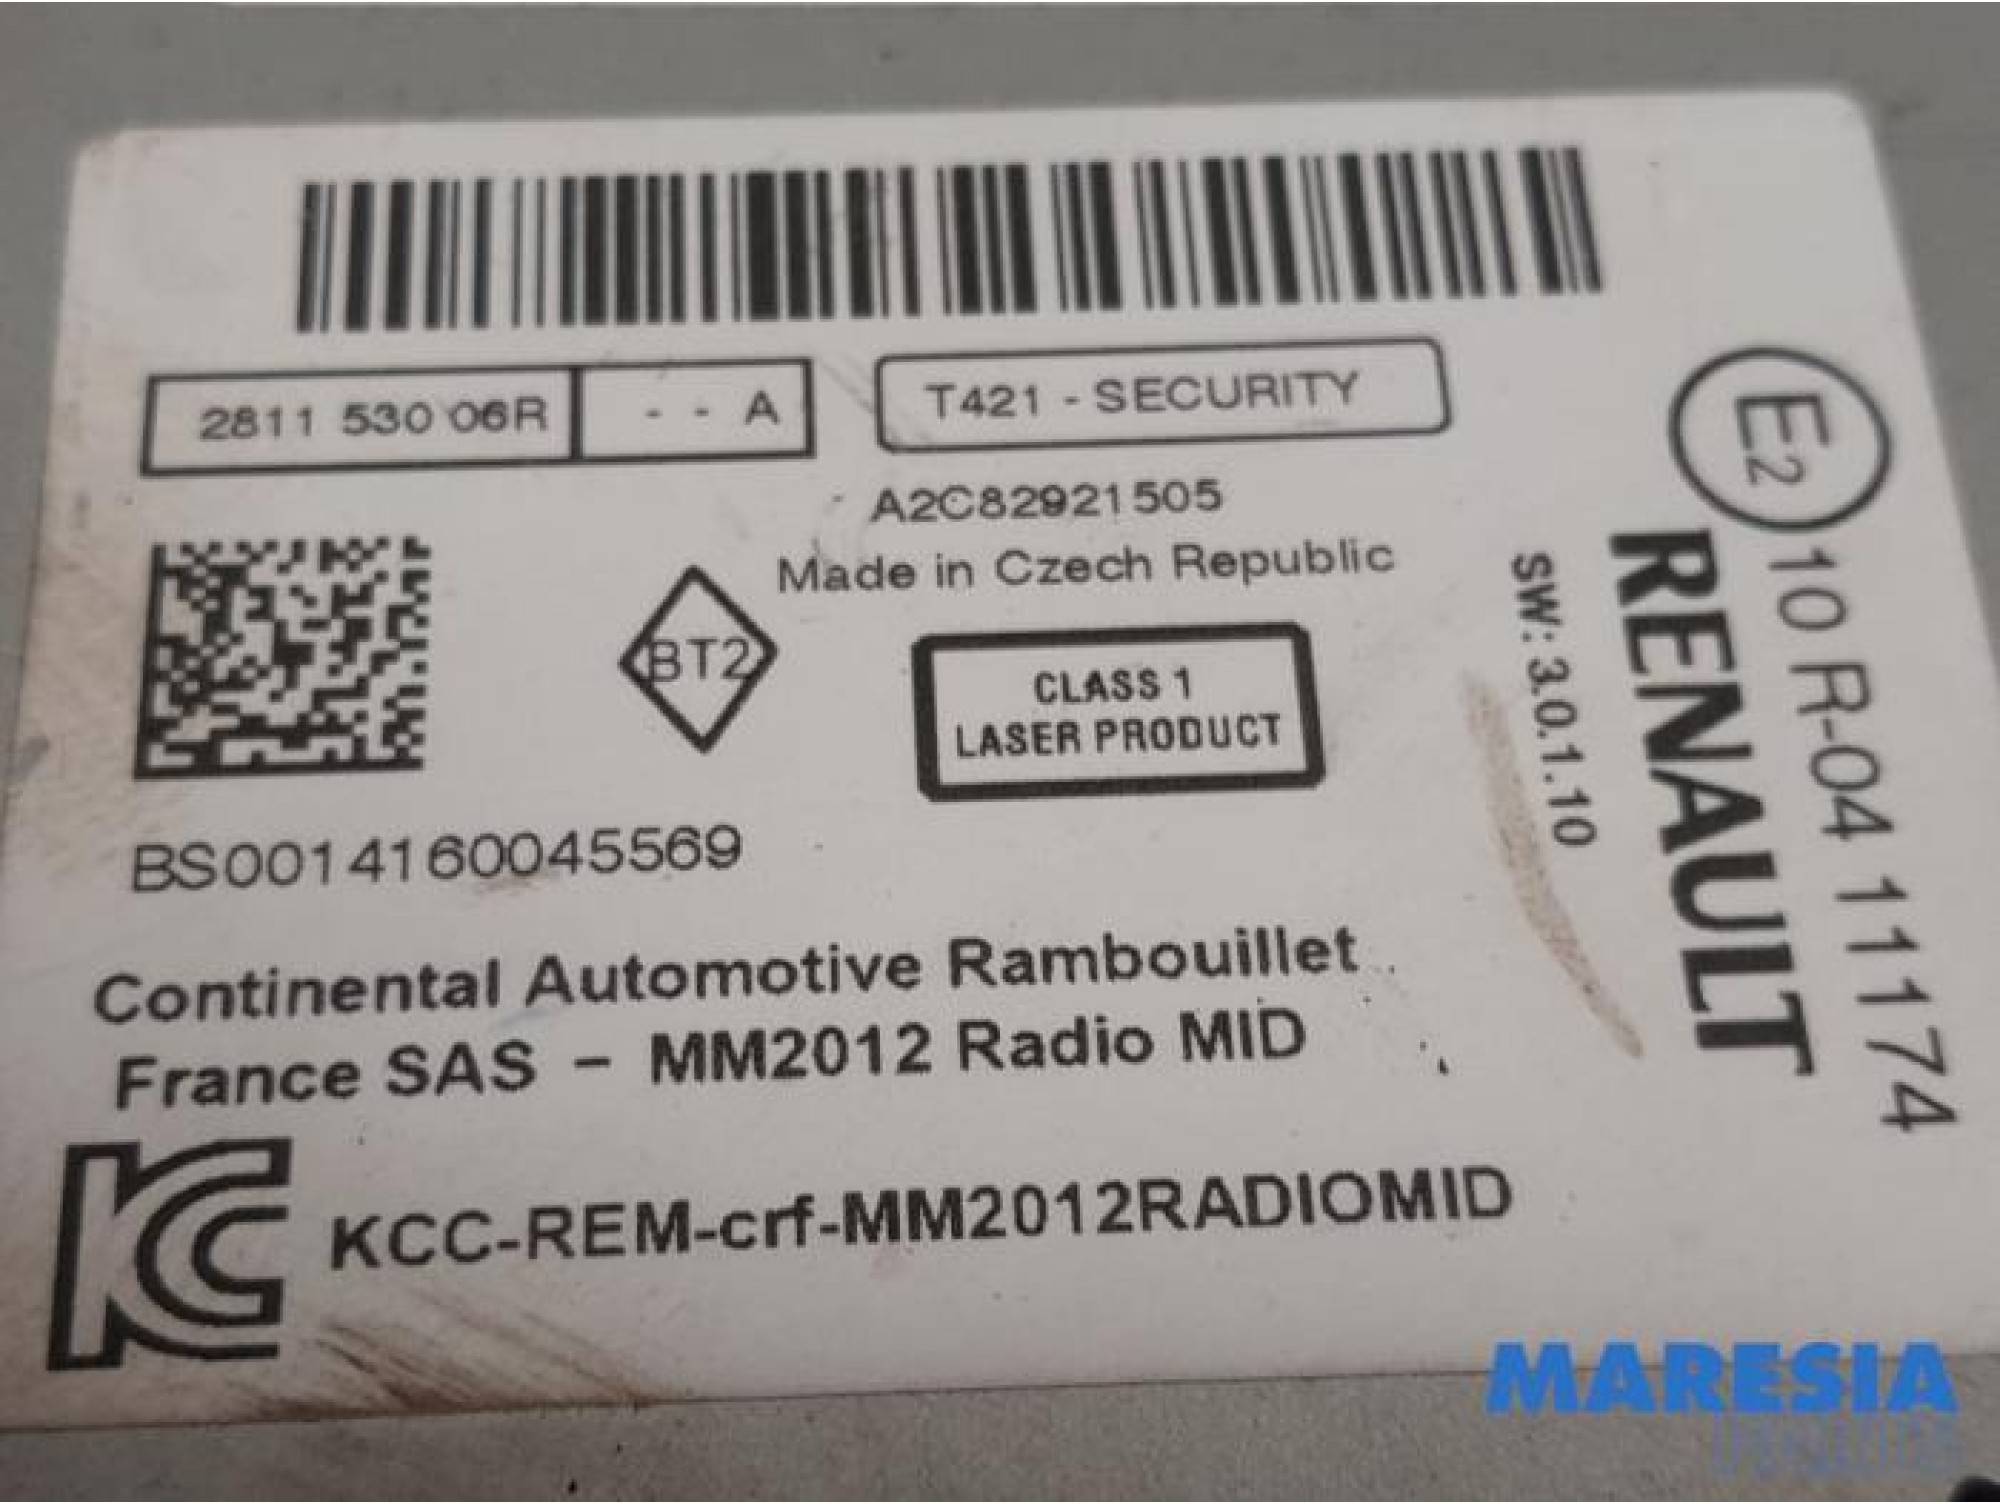 2811 530 06R - - A
T421 - SECURITY
A2C82921505
Made in Czech Republic
BT2
CLASS 1
LASER PRODUCT
BS0014160045569
Continental Automotive Rambouillet
France SAS – MM2012 Radio MID
KCC-REM-crf-MM2012RADIOMID
SW: 3.0.1.10
RENAULT
E2 10 R-04 11174
MARESIA